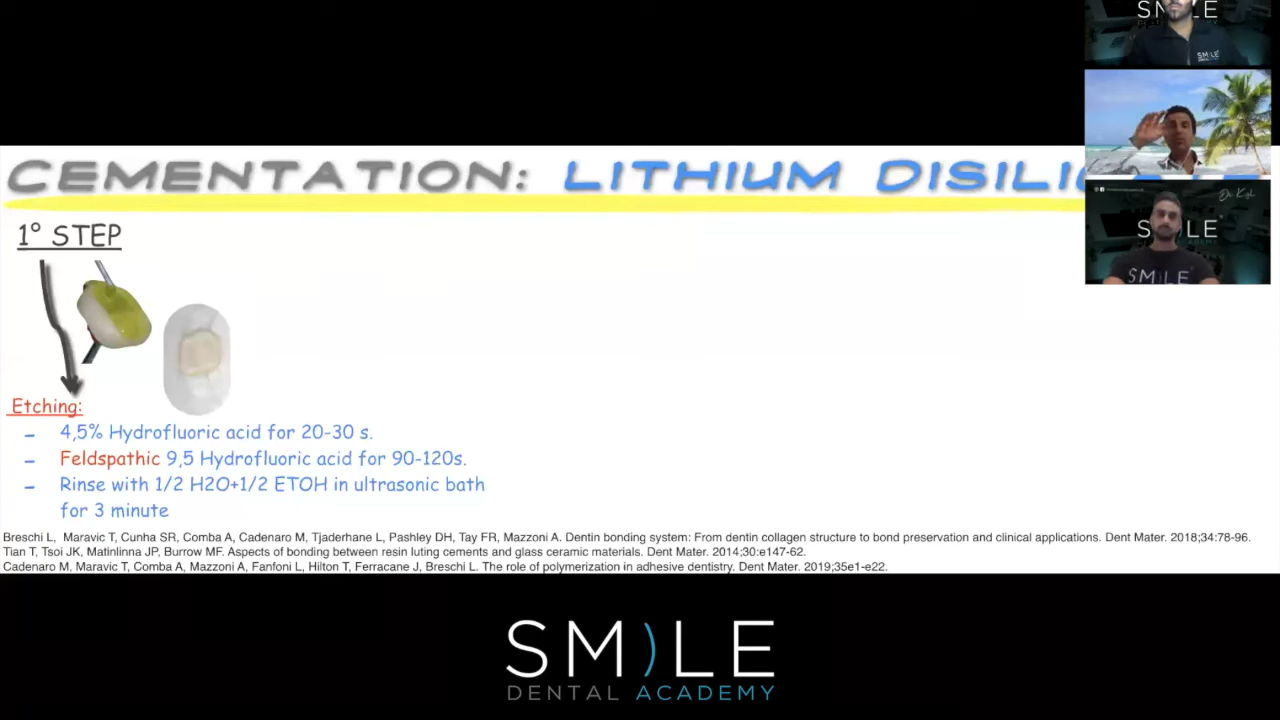 SM LE
CEMENTATION: LITHIUM DISILI
SM LE
1° STEP
SM)LE
Etching:
- 4,5% Hydrofluoric acid for 20-30 s.
- Feldspathic 9,5 Hydrofluoric acid for 90-120s.
- Rinse with 1/2 H2O+1/2 ETOH in ultrasonic bath
for 3 minute
Breschi L, Maravic T, Cunha SR, Comba A, Cadenaro M, Tjaderhane L, Pashley DH, Tay FR, Mazzoni A. Dentin bonding system: From dentin collagen structure to bond preservation and clinical applications. Dent Mater. 2018;34:78-96.
Tian T, Tsoi JK, Matinlinna JP, Burrow MF. Aspects of bonding between resin luting cements and glass ceramic materials. Dent Mater. 2014;30:e147-62.
Cadenaro M, Maravic T, Comba A, Mazzoni A, Fanfoni L, Hilton T, Ferracane J, Breschi L. The role of polymerization in adhesive dentistry. Dent Mater. 2019;35e1-e22.
SM)LE
DENTAL ACADEMY